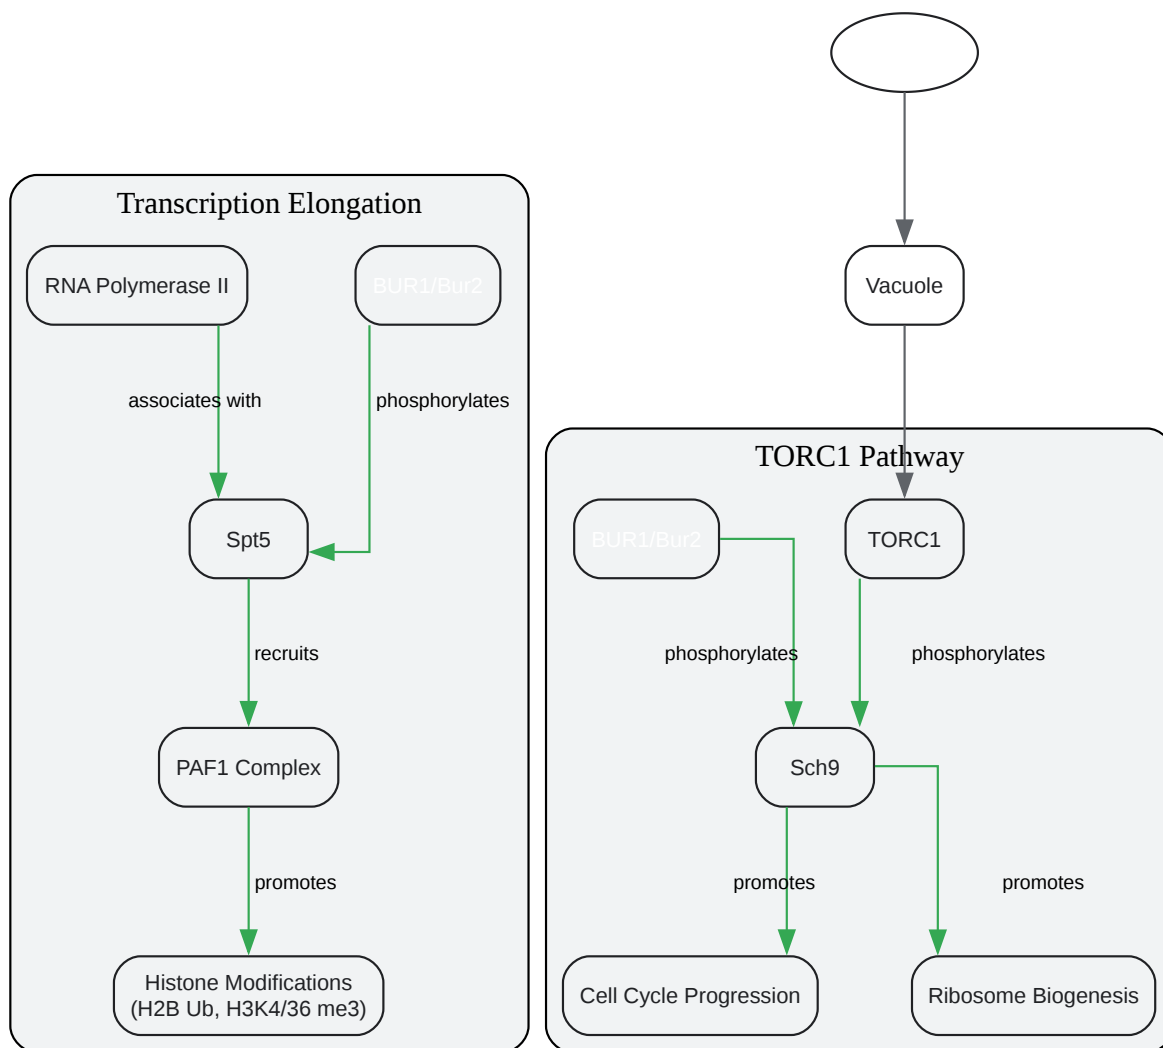 Transcription Elongation
RNA Polymerase II
BUR1/Bur2
associates with
phosphorylates
Spt5
recruits
PAF1 Complex
promotes
Histone Modifications
(H2B Ub, H3K4/36 me3)
Vacuole
TORC1 Pathway
BUR1/Bur2
TORC1
phosphorylates
phosphorylates
Sch9
promotes
promotes
Cell Cycle Progression
Ribosome Biogenesis